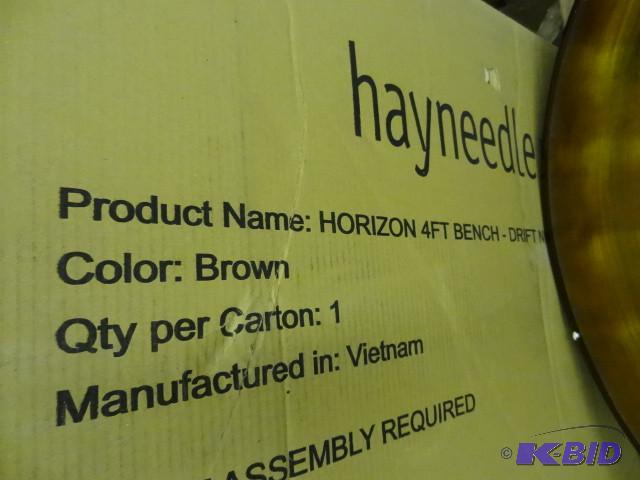 hayneedle
Product Name: HORIZON 4FT BENCH - DRIFT
Color: Brown
Qty per Carton: 1
Manufactured in: Vietnam
ASSEMBLY REQUIRED
© K-BID